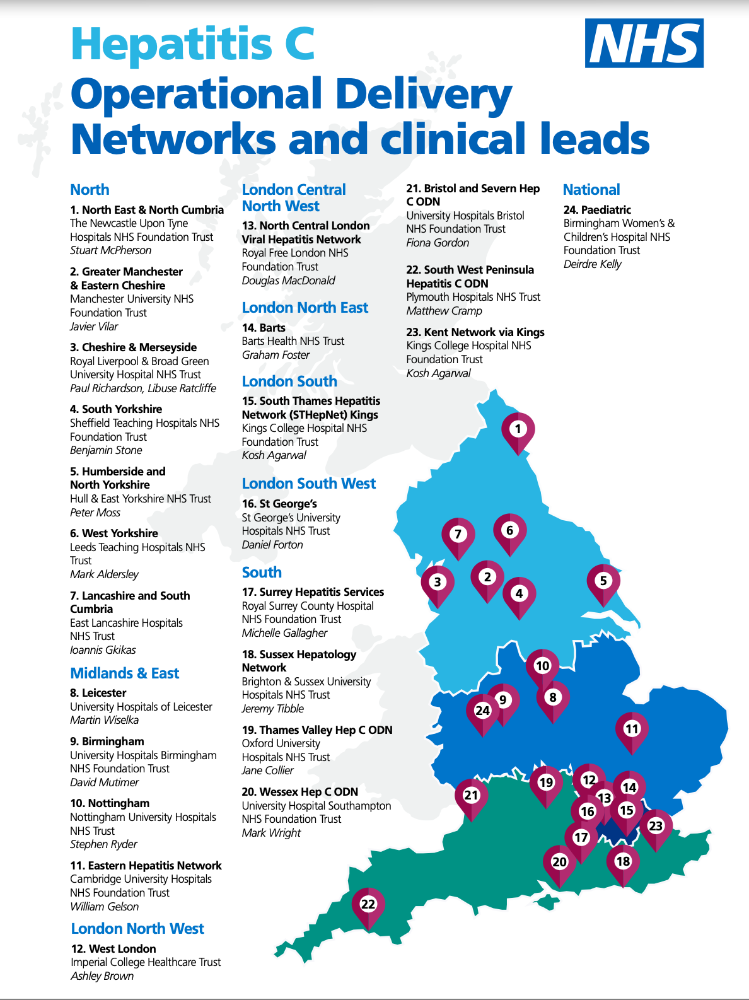 Hepatitis C
NHS
Operational Delivery
Networks and clinical leads
North
1. North East & North Cumbria
The Newcastle Upon Tyne
Hospitals NHS Foundation Trust
Stuart McPherson
2. Greater Manchester
& Eastern Cheshire
Manchester University NHS
Foundation Trust
Javier Vilar
3. Cheshire & Merseyside
Royal Liverpool & Broad Green
University Hospital NHS Trust
Paul Richardson, Libuse Ratcliffe
4. South Yorkshire
Sheffield Teaching Hospitals NHS
Foundation Trust
Benjamin Stone
5. Humberside and
North Yorkshire
Hull & East Yorkshire NHS Trust
Peter Moss
6. West Yorkshire
Leeds Teaching Hospitals NHS
Trust
Mark Aldersley
7. Lancashire and South
Cumbria
East Lancashire Hospitals
NHS Trust
Ioannis Gkikas
Midlands & East
8. Leicester
University Hospitals of Leicester
Martin Wiselka
9. Birmingham
University Hospitals Birmingham
NHS Foundation Trust
David Mutimer
10. Nottingham
Nottingham University Hospitals
NHS Trust
Stephen Ryder
11. Eastern Hepatitis Network
Cambridge University Hospitals
NHS Foundation Trust
William Gelson
London North West
12. West London
Imperial College Healthcare Trust
Ashley Brown
London Central
North West
13. North Central London
Viral Hepatitis Network
Royal Free London NHS
Foundation Trust
Douglas MacDonald
London North East
14. Barts
Barts Health NHS Trust
Graham Foster
London South
15. South Thames Hepatitis
Network (STHepNet) Kings
Kings College Hospital NHS
Foundation Trust
Kosh Agarwal
London South West
16. St George's
St George's University
Hospitals NHS Trust
Daniel Forton
South
17. Surrey Hepatitis Services
Royal Surrey County Hospital
NHS Foundation Trust
Michelle Gallagher
18. Sussex Hepatology
Network
Brighton & Sussex University
Hospitals NHS Trust
Jeremy Tibble
19. Thames Valley Hep C ODN
Oxford University
Hospitals NHS Trust
Jane Collier
20. Wessex Hep C ODN
University Hospital Southampton
NHS Foundation Trust
Mark Wright
21. Bristol and Severn Hep
C ODN
University Hospitals Bristol
NHS Foundation Trust
Fiona Gordon
22. South West Peninsula
Hepatitis C ODN
Plymouth Hospitals NHS Trust
Matthew Cramp
23. Kent Network via Kings
Kings College Hospital NHS
Foundation Trust
Kosh Agarwal
National
24. Paediatric
Birmingham Women's &
Children's Hospital NHS
Foundation Trust
Deirdre Kelly
1
7
6
3
2
4
5
10
9
8
24
11
19
12
14
21
13
16
15
23
17
20
18
22